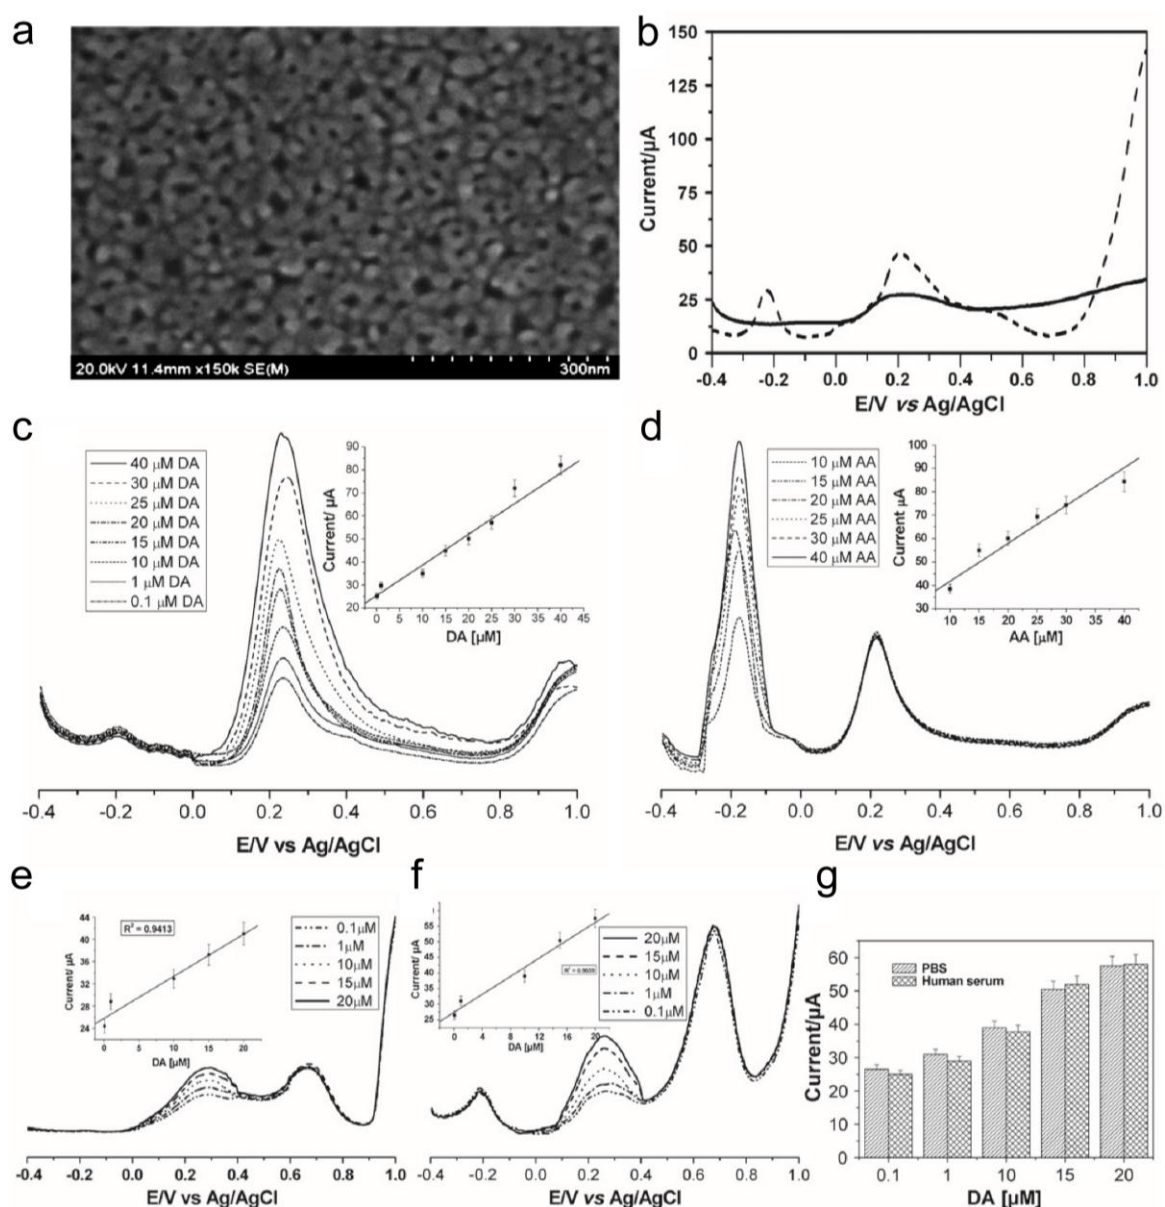 a
20.0kV 11.4mm x150k SE(M)
300nm
b
Current/µA
150
125
100
75
50
25
0
-0.4 -0.2 0.0 0.2 0.4 0.6 0.8 1.0
E/V vs Ag/AgCl
c
40 µM DA
30 µM DA
25 µM DA
20 µM DA
15 µM DA
10 µM DA
1 µM DA
0.1 µM DA
Current/ µA
90
80
70
60
50
40
30
20
0 5 10 15 20 25 30 35 40 45
DA [µM]
-0.4 -0.2 0.0 0.2 0.4 0.6 0.8 1.0
E/V vs Ag/AgCl
d
10 µM AA
15 µM AA
20 µM AA
25 µM AA
30 µM AA
40 µM AA
Current µA
100
90
80
70
60
50
40
30
10 15 20 25 30 35 40
AA [µM]
-0.4 -0.2 0.0 0.2 0.4 0.6 0.8 1.0
E/V vs Ag/AgCl
e
Current/ µA
44
40
36
32
28
24
R² = 0.9413
0 5 10 15 20
DA [µM]
0.1µM
1µM
10µM
15µM
20µM
-0.4 -0.2 0.0 0.2 0.4 0.6 0.8 1.0
E/V vs Ag/AgCl
f
Current/ µA
55
50
45
40
35
30
25
0 4 8 12 16 20
DA [µM]
20µM
15µM
10µM
1µM
0.1µM
-0.4 -0.2 0.0 0.2 0.4 0.6 0.8 1.0
E/V vs Ag/AgCl
g
Current/µA
60
50
40
30
20
10
0
PBS
Human serum
0.1 1 10 15 20
DA [µM]